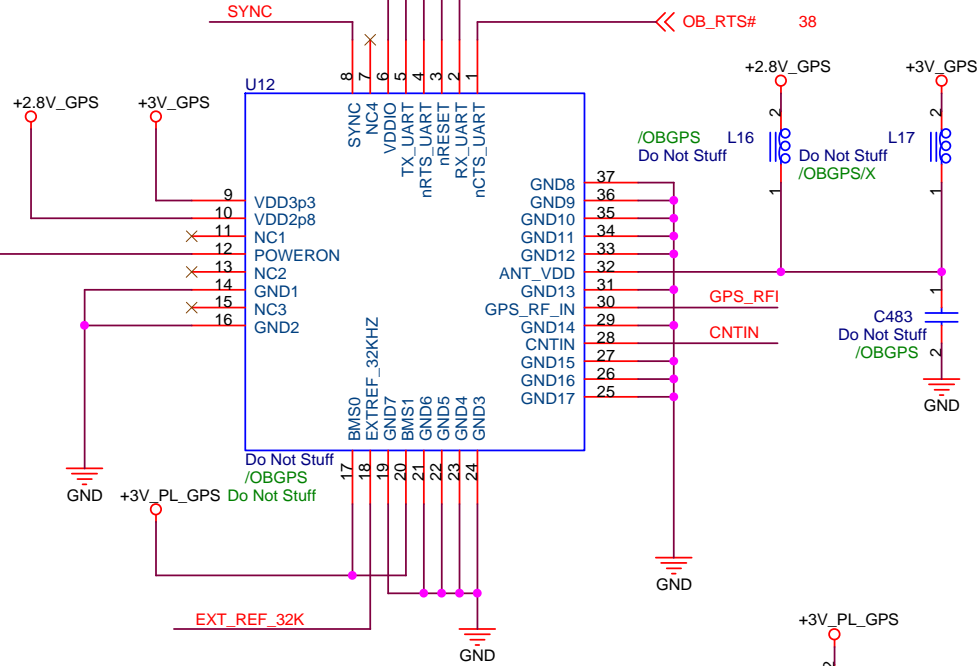 SYNC
OB_RTS#
38
+2.8V_GPS
+3V_GPS
U12
8
7
6
5
4
3
2
1
SYNC
NC4
VDDIO
TX_UART
nRTS_UART
nRESET
RX_UART
nCTS_UART
+2.8V_GPS
+3V_GPS
2
2
/OBGPS
L16
Do Not Stuff
Do Not Stuff
L17
/OBGPS/X
1
1
9
VDD3p3
10
VDD2p8
11
NC1
12
POWERON
13
NC2
14
GND1
15
NC3
16
GND2
GND8
37
GND9
36
GND10
35
GND11
34
GND12
33
ANT_VDD
32
GND13
31
GPS_RF_IN
30
GPS_RFI
GND14
29
CNTIN
28
CNTIN
GND15
27
GND16
26
GND17
25
1
C483
Do Not Stuff
/OBGPS
2
GND
BMS0
EXTREF_32KHZ
GND7
BMS1
GND6
GND5
GND4
GND3
17
18
19
20
21
22
23
24
Do Not Stuff
/OBGPS
Do Not Stuff
GND
+3V_PL_GPS
GND
EXT_REF_32K
GND
+3V_PL_GPS